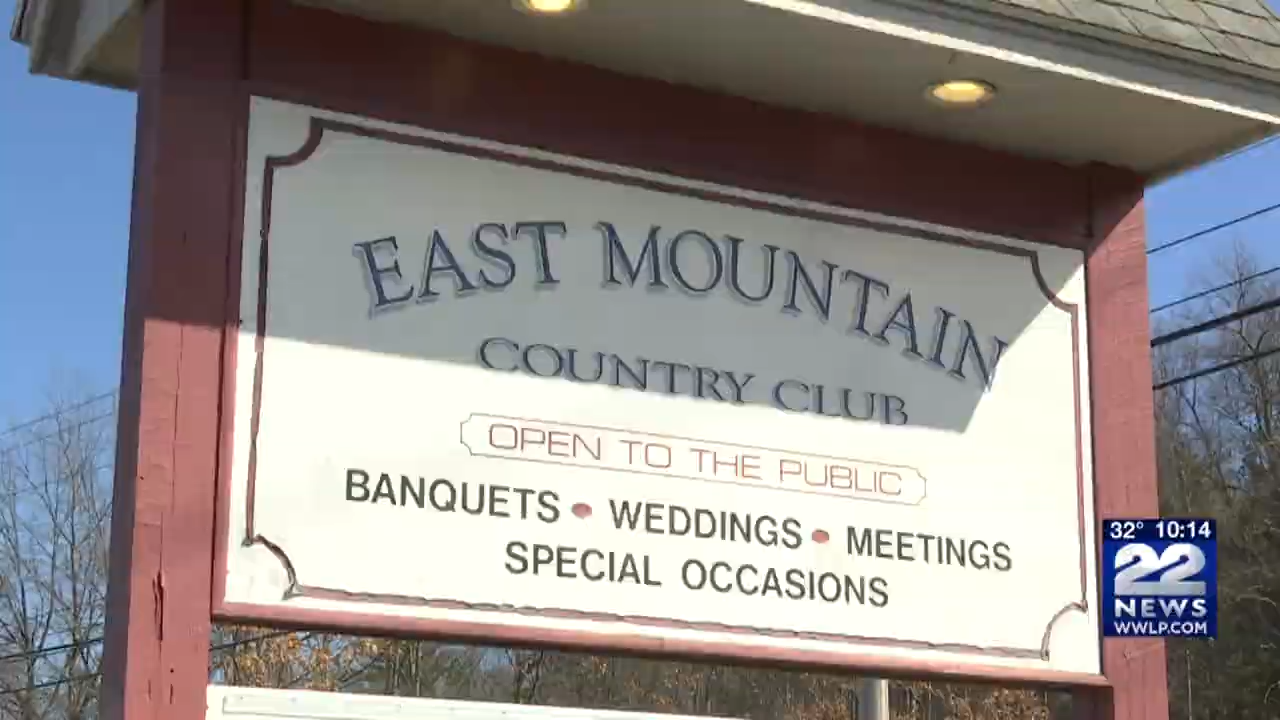 EAST MOUNTAIN
COUNTRY CLUB
OPEN TO THE PUBLIC
BANQUETS • WEDDINGS • MEETINGS
SPECIAL OCCASIONS
32° 10:14
22
NEWS
WWLP.COM